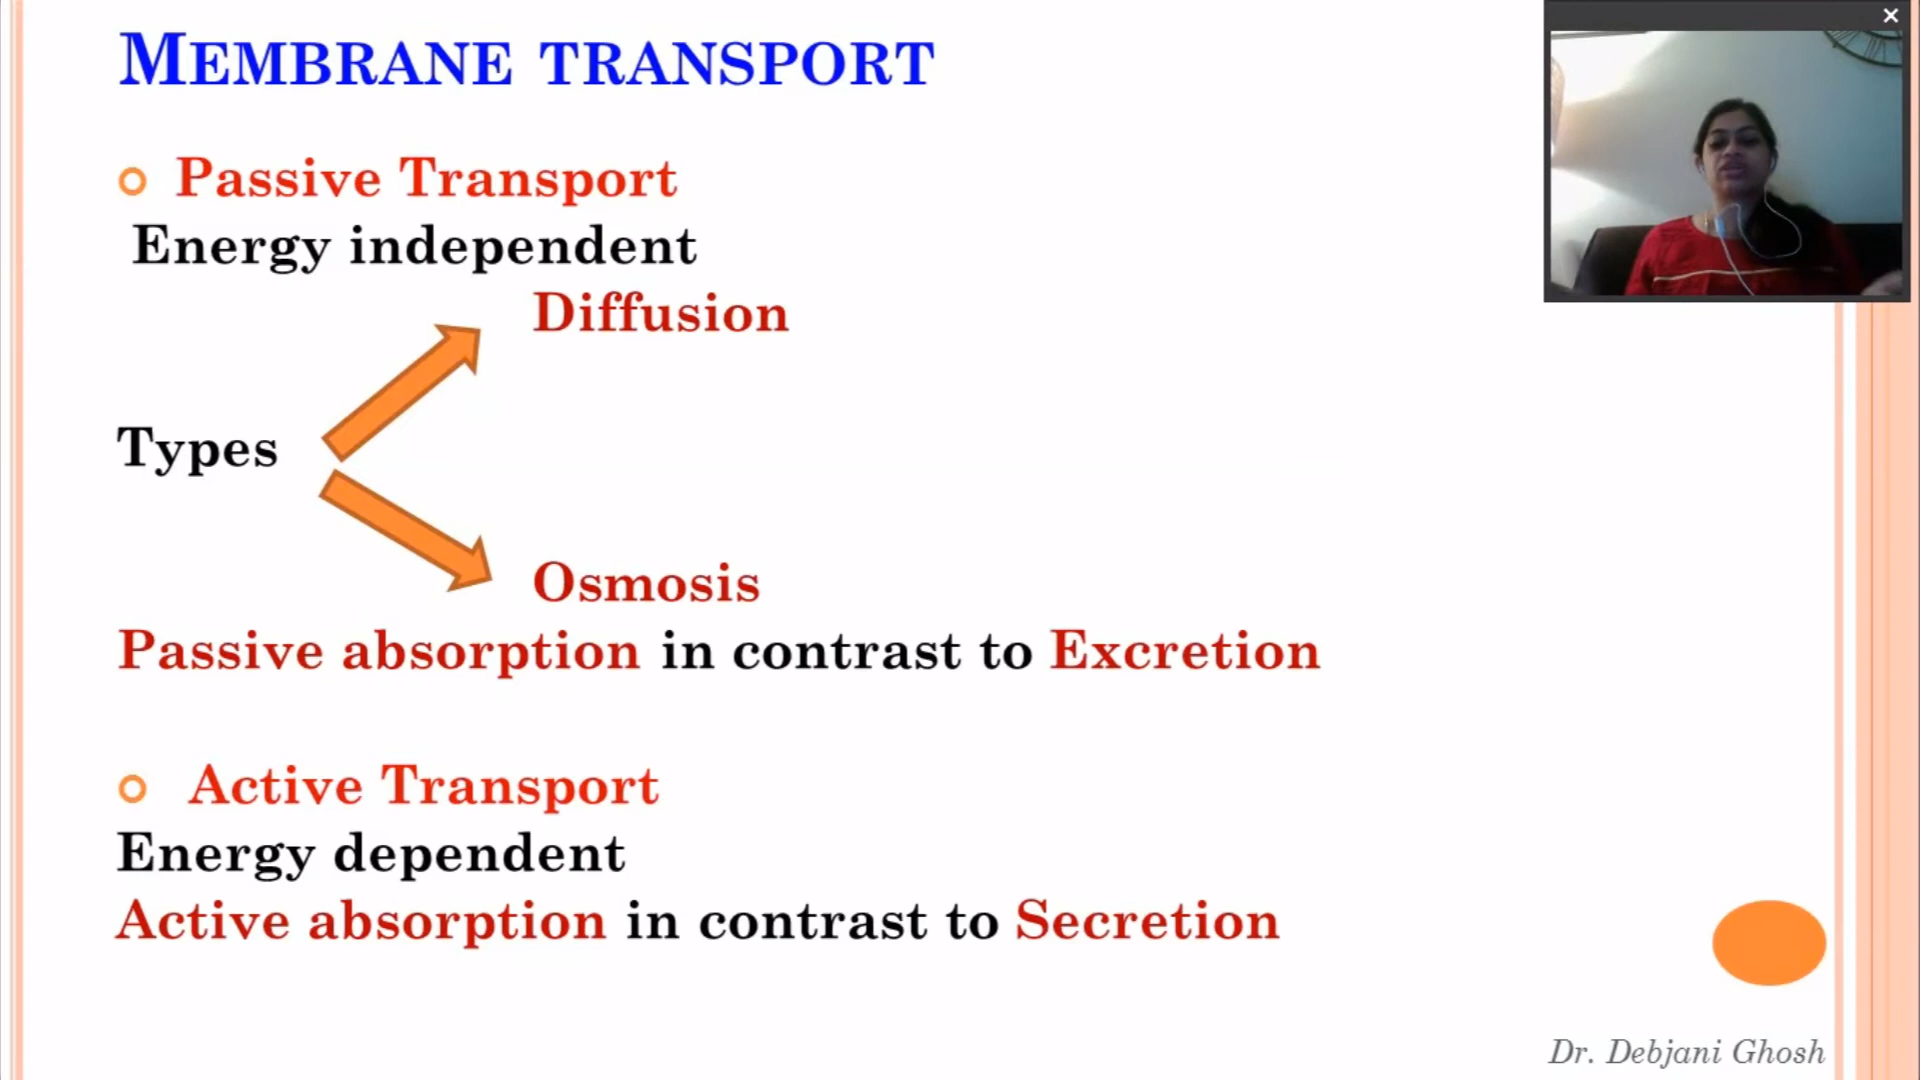 MEMBRANE TRANSPORT
Passive Transport
Energy independent
Diffusion
Types
Osmosis
Passive absorption in contrast to Excretion
Active Transport
Energy dependent
Active absorption in contrast to Secretion
Dr. Debjani Ghosh